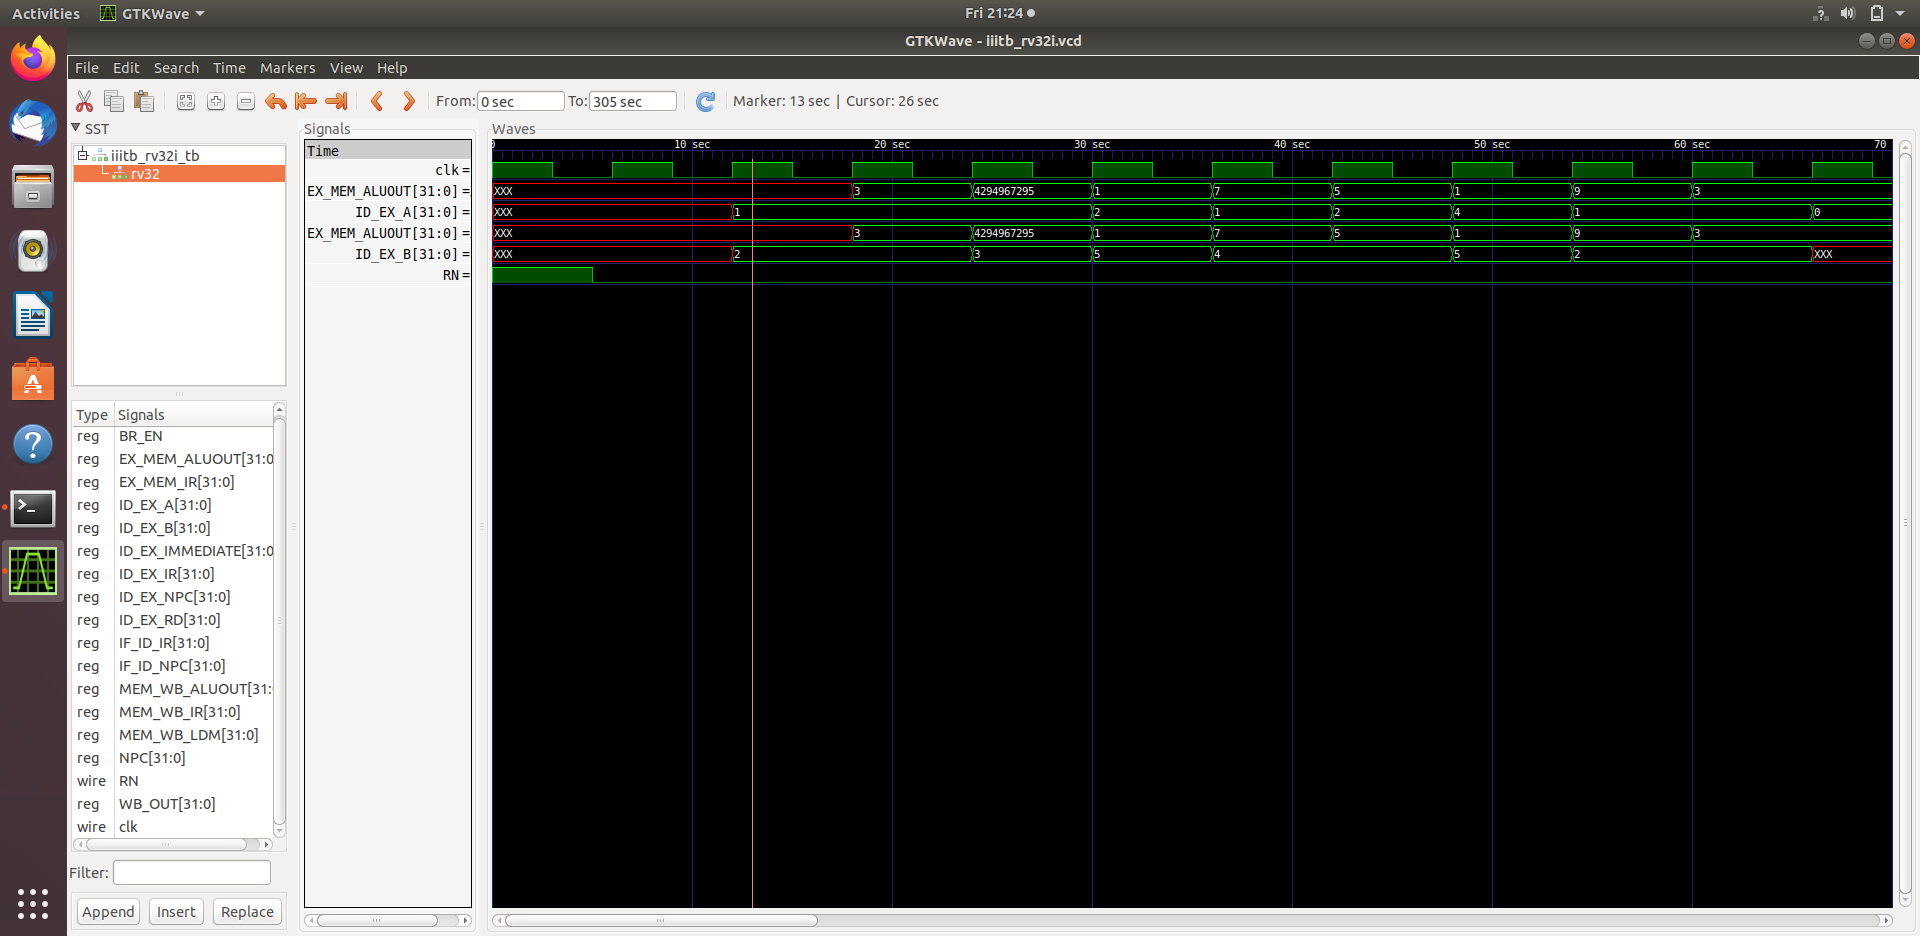 Activities GTKWave Fri 21:24
GTKWave - iiitb_rv32i.vcd
File Edit Search Time Markers View Help
From: 0 sec To: 305 sec Marker: 13 sec | Cursor: 26 sec
SST
iiitb_rv32i_tb
rv32
Type Signals
reg BR_EN
reg EX_MEM_ALUOUT[31:0
reg EX_MEM_IR[31:0]
reg ID_EX_A[31:0]
reg ID_EX_B[31:0]
reg ID_EX_IMMEDIATE[31:0
reg ID_EX_IR[31:0]
reg ID_EX_NPC[31:0]
reg ID_EX_RD[31:0]
reg IF_ID_IR[31:0]
reg IF_ID_NPC[31:0]
reg MEM_WB_ALUOUT[31:
reg MEM_WB_IR[31:0]
reg MEM_WB_LDM[31:0]
reg NPC[31:0]
wire RN
reg WB_OUT[31:0]
wire clk
Filter:
Append Insert Replace
Signals
Time
clk =
EX_MEM_ALUOUT[31:0] =
ID_EX_A[31:0] =
EX_MEM_ALUOUT[31:0] =
ID_EX_B[31:0] =
RN =
Waves
0 10 sec 20 sec 30 sec 40 sec 50 sec 60 sec 70
XXX 3 4294967295 1 7 5 1 9 3
XXX 1 2 1 2 4 1 0
XXX 3 4294967295 1 7 5 1 9 3
XXX 2 3 5 4 5 2 XXX